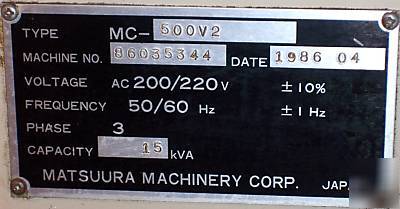 TYPE MC-500V2
MACHINE NO. 86035344 DATE 1986 04
VOLTAGE AC 200/220V ±10%
FREQUENCY 50/60 Hz ±1 Hz
PHASE 3
CAPACITY 15 kVA
MATSUURA MACHINERY CORP. JAP